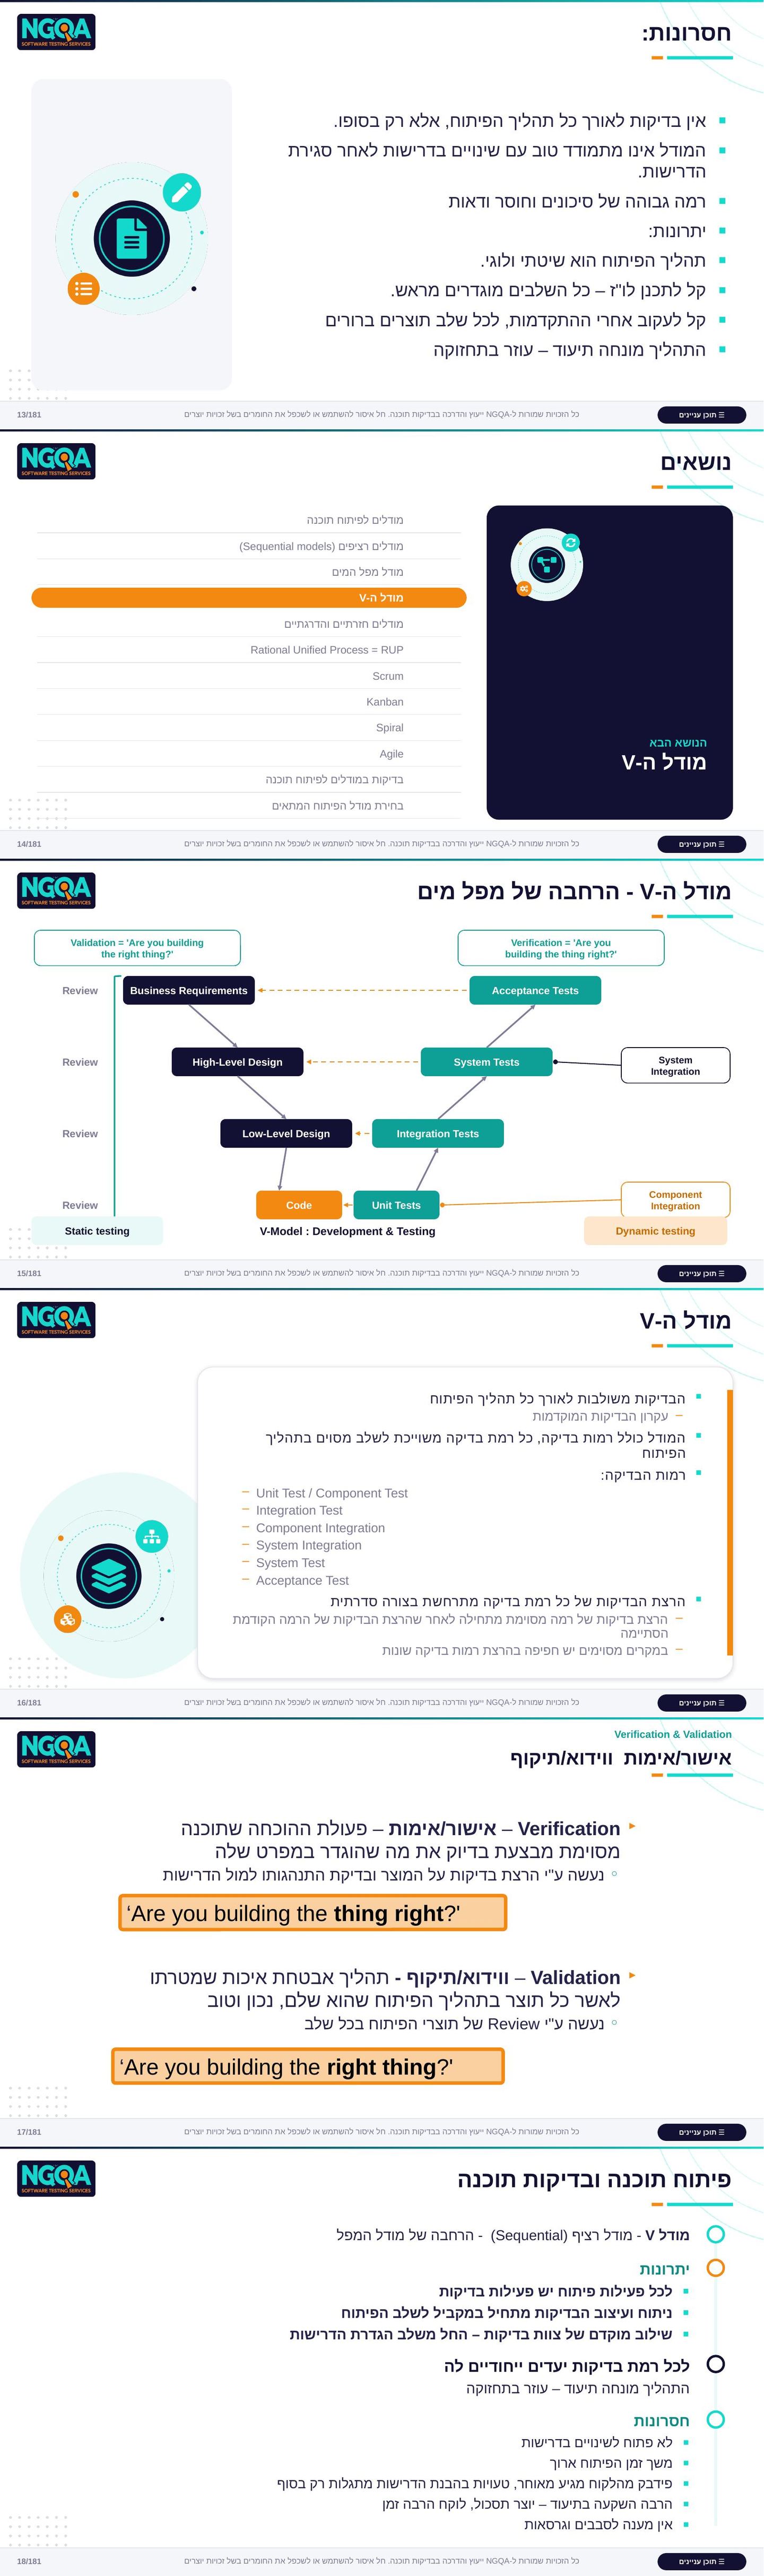 NGQA
SOFTWARE TESTING SERVICES
חסרונות:
אין בדיקות לאורך כל תהליך הפיתוח, אלא רק בסופו.
המודל אינו מתמודד טוב עם שינויים בדרישות לאחר סגירת
הדרישות.
רמה גבוהה של סיכונים וחוסר ודאות
יתרונות:
תהליך הפיתוח הוא שיטתי ולוגי.
קל לתכנן לו"ז – כל השלבים מוגדרים מראש.
קל לעקוב אחרי ההתקדמות, לכל שלב תוצרים ברורים
התהליך מונחה תיעוד – עוזר בתחזוקה
☰ תוכן עניינים
כל הזכויות שמורות ל-NGQA ייעוץ והדרכה בבדיקות תוכנה. חל איסור להשתמש או לשכפל את החומרים בשל זכויות יוצרים
13/181
NGQA
SOFTWARE TESTING SERVICES
נושאים
מודלים לפיתוח תוכנה
מודלים רציפים (Sequential models)
מודל מפל המים
מודל ה-V
מודלים חזרתיים והדרגתיים
Rational Unified Process = RUP
Scrum
Kanban
Spiral
Agile
בדיקות במודלים לפיתוח תוכנה
בחירת מודל הפיתוח המתאים
הנושא הבא
מודל ה-V
☰ תוכן עניינים
כל הזכויות שמורות ל-NGQA ייעוץ והדרכה בבדיקות תוכנה. חל איסור להשתמש או לשכפל את החומרים בשל זכויות יוצרים
14/181
NGQA
SOFTWARE TESTING SERVICES
מודל ה-V - הרחבה של מפל מים
Validation = 'Are you building
the right thing?'
Verification = 'Are you
building the thing right?'
Review
Business Requirements
Acceptance Tests
Review
High-Level Design
System Tests
System
Integration
Review
Low-Level Design
Integration Tests
Review
Code
Unit Tests
Component
Integration
Static testing
V-Model : Development & Testing
Dynamic testing
☰ תוכן עניינים
כל הזכויות שמורות ל-NGQA ייעוץ והדרכה בבדיקות תוכנה. חל איסור להשתמש או לשכפל את החומרים בשל זכויות יוצרים
15/181
NGQA
SOFTWARE TESTING SERVICES
מודל ה-V
הבדיקות משולבות לאורך כל תהליך הפיתוח
– עקרון הבדיקות המוקדמות
המודל כולל רמות בדיקה, כל רמת בדיקה משוייכת לשלב מסוים בתהליך
הפיתוח
רמות הבדיקה:
– Unit Test / Component Test
– Integration Test
– Component Integration
– System Integration
– System Test
– Acceptance Test
הרצת הבדיקות של כל רמת בדיקה מתרחשת בצורה סדרתית
– הרצת בדיקות של רמה מסוימת מתחילה לאחר שהרצת הבדיקות של הרמה הקודמת
הסתיימה
– במקרים מסוימים יש חפיפה בהרצת רמות בדיקה שונות
☰ תוכן עניינים
כל הזכויות שמורות ל-NGQA ייעוץ והדרכה בבדיקות תוכנה. חל איסור להשתמש או לשכפל את החומרים בשל זכויות יוצרים
16/181
NGQA
SOFTWARE TESTING SERVICES
Verification & Validation
אישור/אימות ווידוא/תיקוף
Verification – אישור/אימות – פעולת ההוכחה שתוכנה
מסוימת מבצעת בדיוק את מה שהוגדר במפרט שלה
נעשה ע"י הרצת בדיקות על המוצר ובדיקת התנהגותו למול הדרישות
‘Are you building the thing right?'
Validation – ווידוא/תיקוף - תהליך אבטחת איכות שמטרתו
לאשר כל תוצר בתהליך הפיתוח שהוא שלם, נכון וטוב
נעשה ע"י Review של תוצרי הפיתוח בכל שלב
‘Are you building the right thing?'
☰ תוכן עניינים
כל הזכויות שמורות ל-NGQA ייעוץ והדרכה בבדיקות תוכנה. חל איסור להשתמש או לשכפל את החומרים בשל זכויות יוצרים
17/181
NGQA
SOFTWARE TESTING SERVICES
פיתוח תוכנה ובדיקות תוכנה
מודל V - מודל רציף (Sequential) - הרחבה של מודל המפל
יתרונות
לכל פעילות פיתוח יש פעילות בדיקות
ניתוח ועיצוב הבדיקות מתחיל במקביל לשלב הפיתוח
שילוב מוקדם של צוות בדיקות – החל משלב הגדרת הדרישות
לכל רמת בדיקות יעדים ייחודיים לה
התהליך מונחה תיעוד – עוזר בתחזוקה
חסרונות
לא פתוח לשינויים בדרישות
משך זמן הפיתוח ארוך
פידבק מהלקוח מגיע מאוחר, טעויות בהבנת הדרישות מתגלות רק בסוף
הרבה השקעה בתיעוד – יוצר תסכול, לוקח הרבה זמן
אין מענה לסבבים וגרסאות
☰ תוכן עניינים
כל הזכויות שמורות ל-NGQA ייעוץ והדרכה בבדיקות תוכנה. חל איסור להשתמש או לשכפל את החומרים בשל זכויות יוצרים
18/181